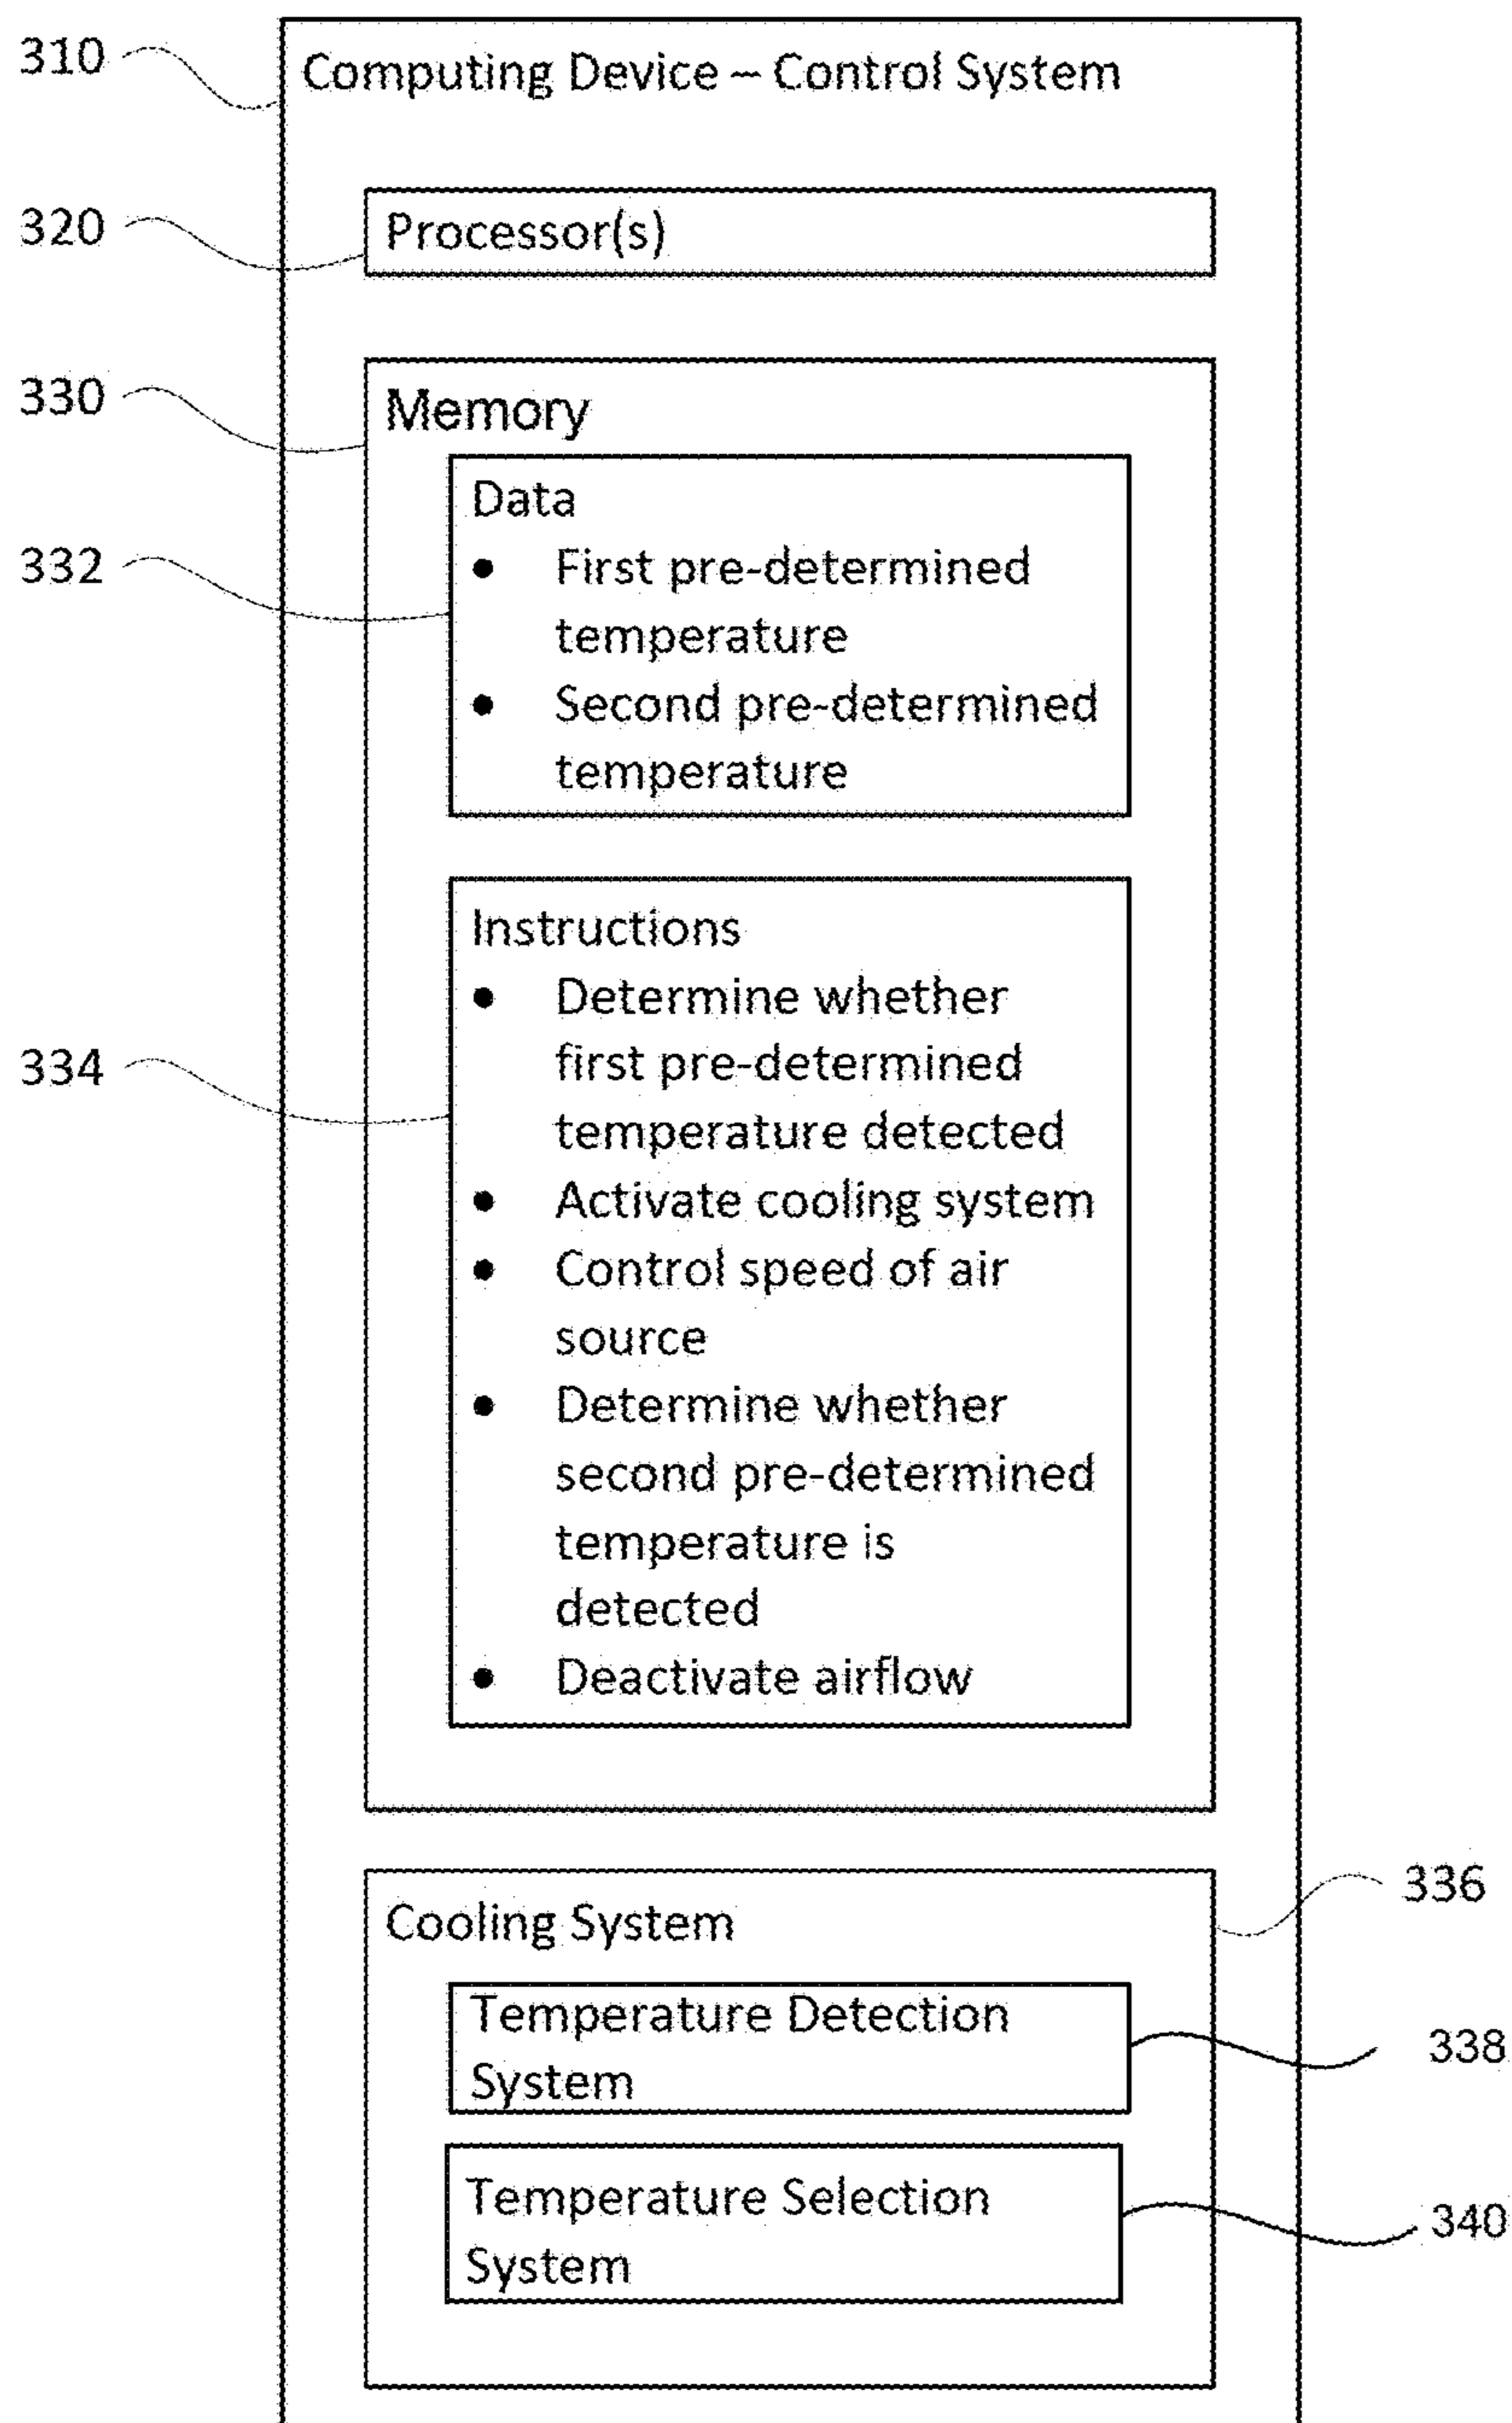 310
Computing Device – Control System
320
Processor(s)
330
Memory
Data
332
• First pre-determined
temperature
• Second pre-determined
temperature
Instructions
• Determine whether
334
first pre-determined
temperature detected
• Activate cooling system
• Control speed of air
source
• Determine whether
second pre-determined
temperature is
detected
• Deactivate airflow
336
Cooling System
Temperature Detection
System
338
Temperature Selection
System
340